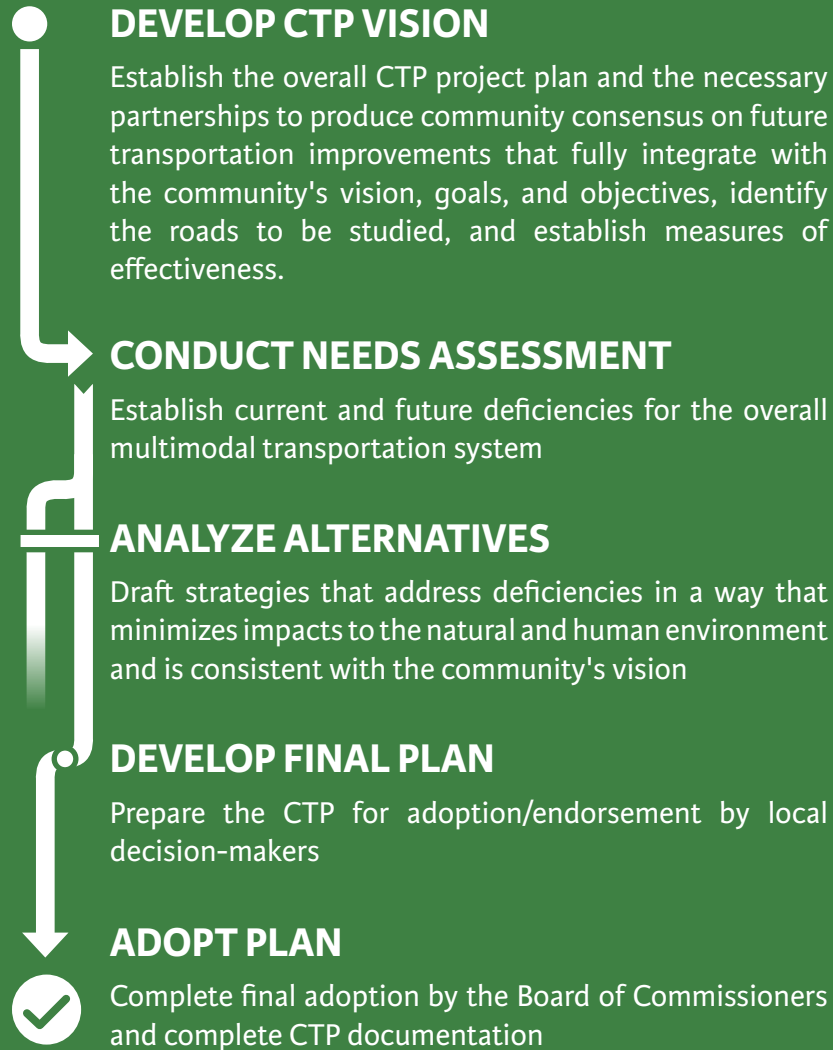 DEVELOP CTP VISION
Establish the overall CTP project plan and the necessary
partnerships to produce community consensus on future
transportation improvements that fully integrate with
the community's vision, goals, and objectives, identify
the roads to be studied, and establish measures of
effectiveness.
CONDUCT NEEDS ASSESSMENT
Establish current and future deficiencies for the overall
multimodal transportation system
ANALYZE ALTERNATIVES
Draft strategies that address deficiencies in a way that
minimizes impacts to the natural and human environment
and is consistent with the community's vision
DEVELOP FINAL PLAN
Prepare the CTP for adoption/endorsement by local
decision-makers
ADOPT PLAN
Complete final adoption by the Board of Commissioners
and complete CTP documentation